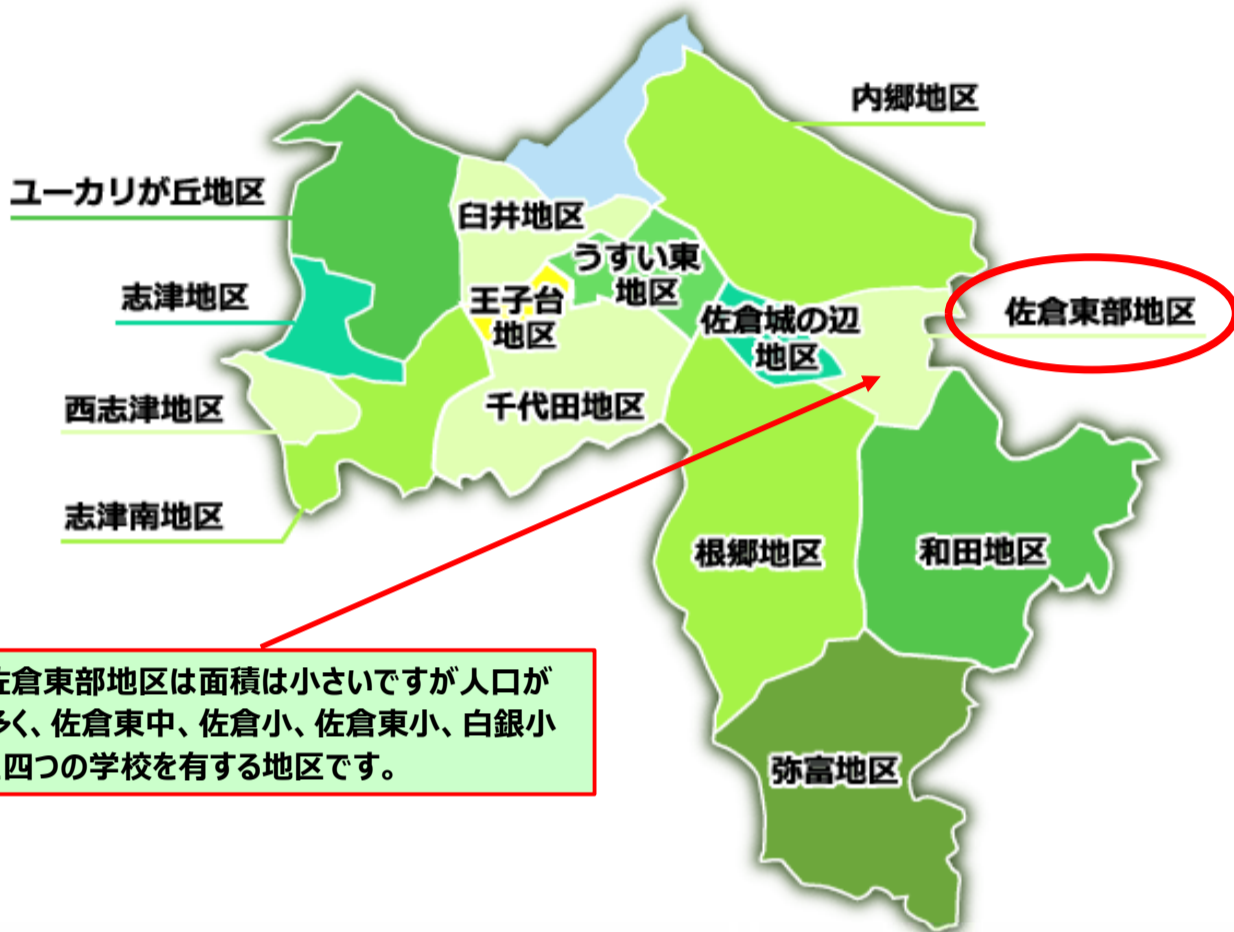 内郷地区
ユーカリが丘地区
臼井地区
うすい東
地区
志津地区
王子台
地区
佐倉城の辺
地区
佐倉東部地区
西志津地区
千代田地区
志津南地区
根郷地区
和田地区
佐倉東部地区は面積は小さいですが人口が
多く、佐倉東中、佐倉小、佐倉東小、白銀小
四つの学校を有する地区です。
弥富地区